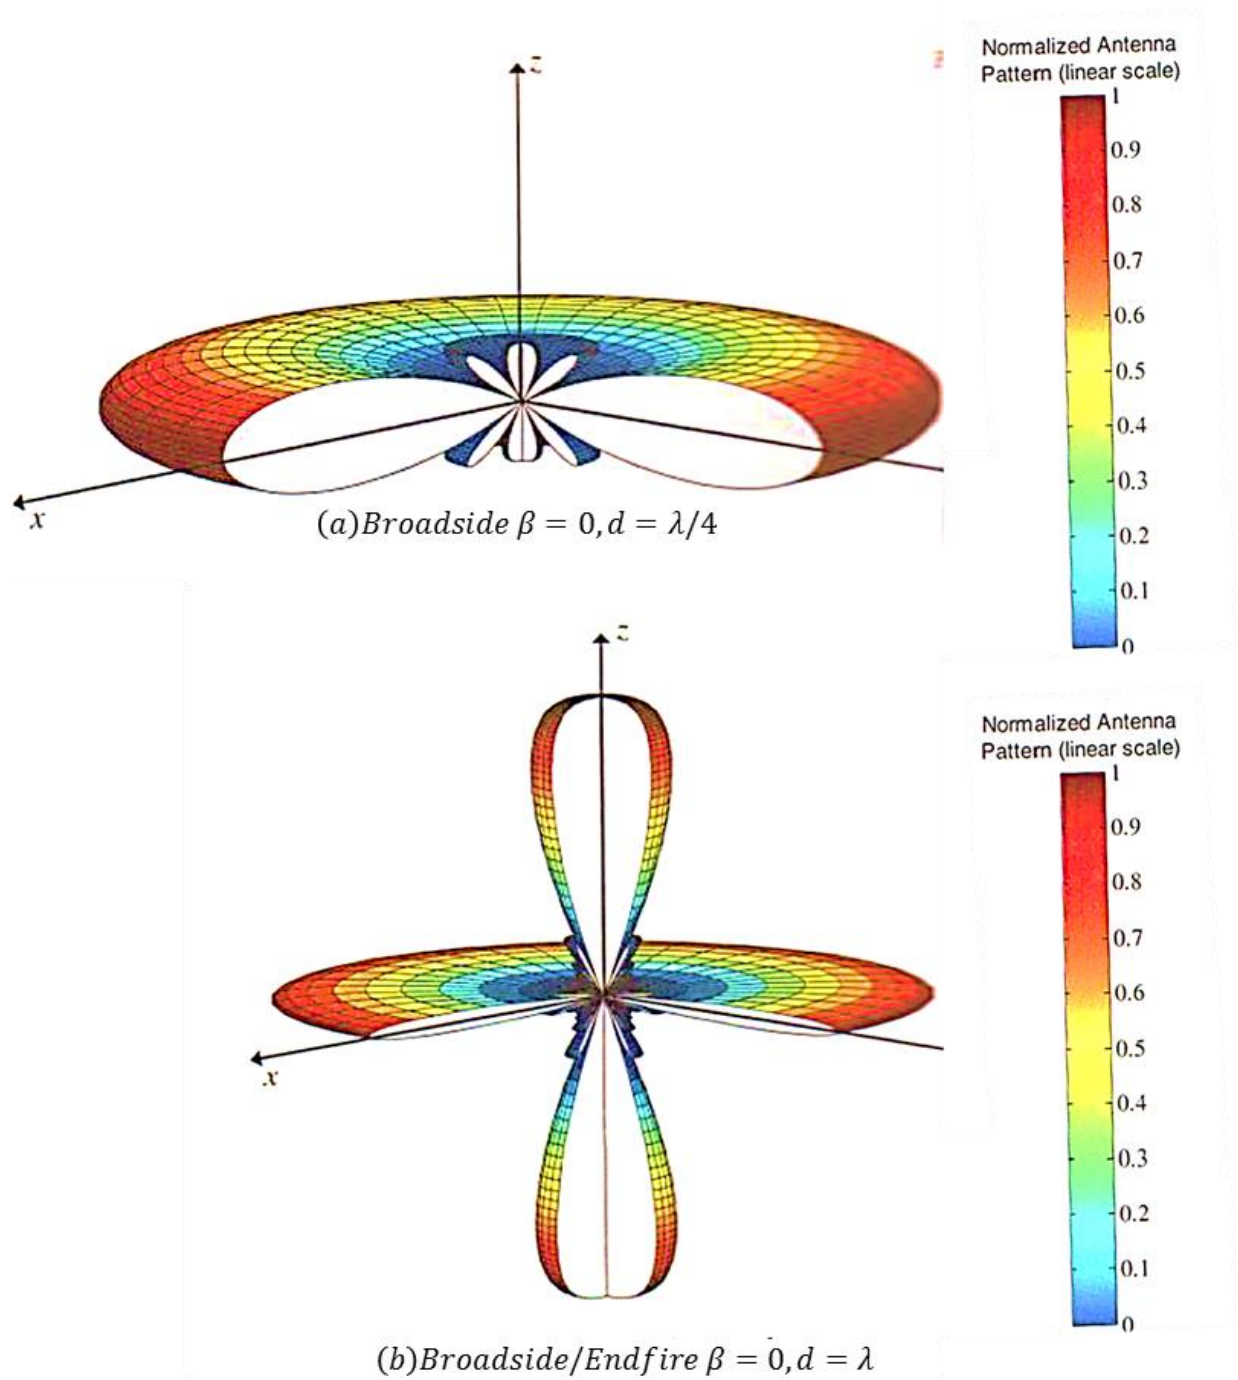 Normalized Antenna
Pattern (linear scale)
z
1
0.9
0.8
0.7
0.6
0.5
0.4
0.3
0.2
0.1
0
x
(a)Broadside β = 0, d = λ/4
z
Normalized Antenna
Pattern (linear scale)
1
0.9
0.8
0.7
0.6
0.5
0.4
0.3
0.2
0.1
0
x
(b)Broadside/Endfire β = 0, d = λ